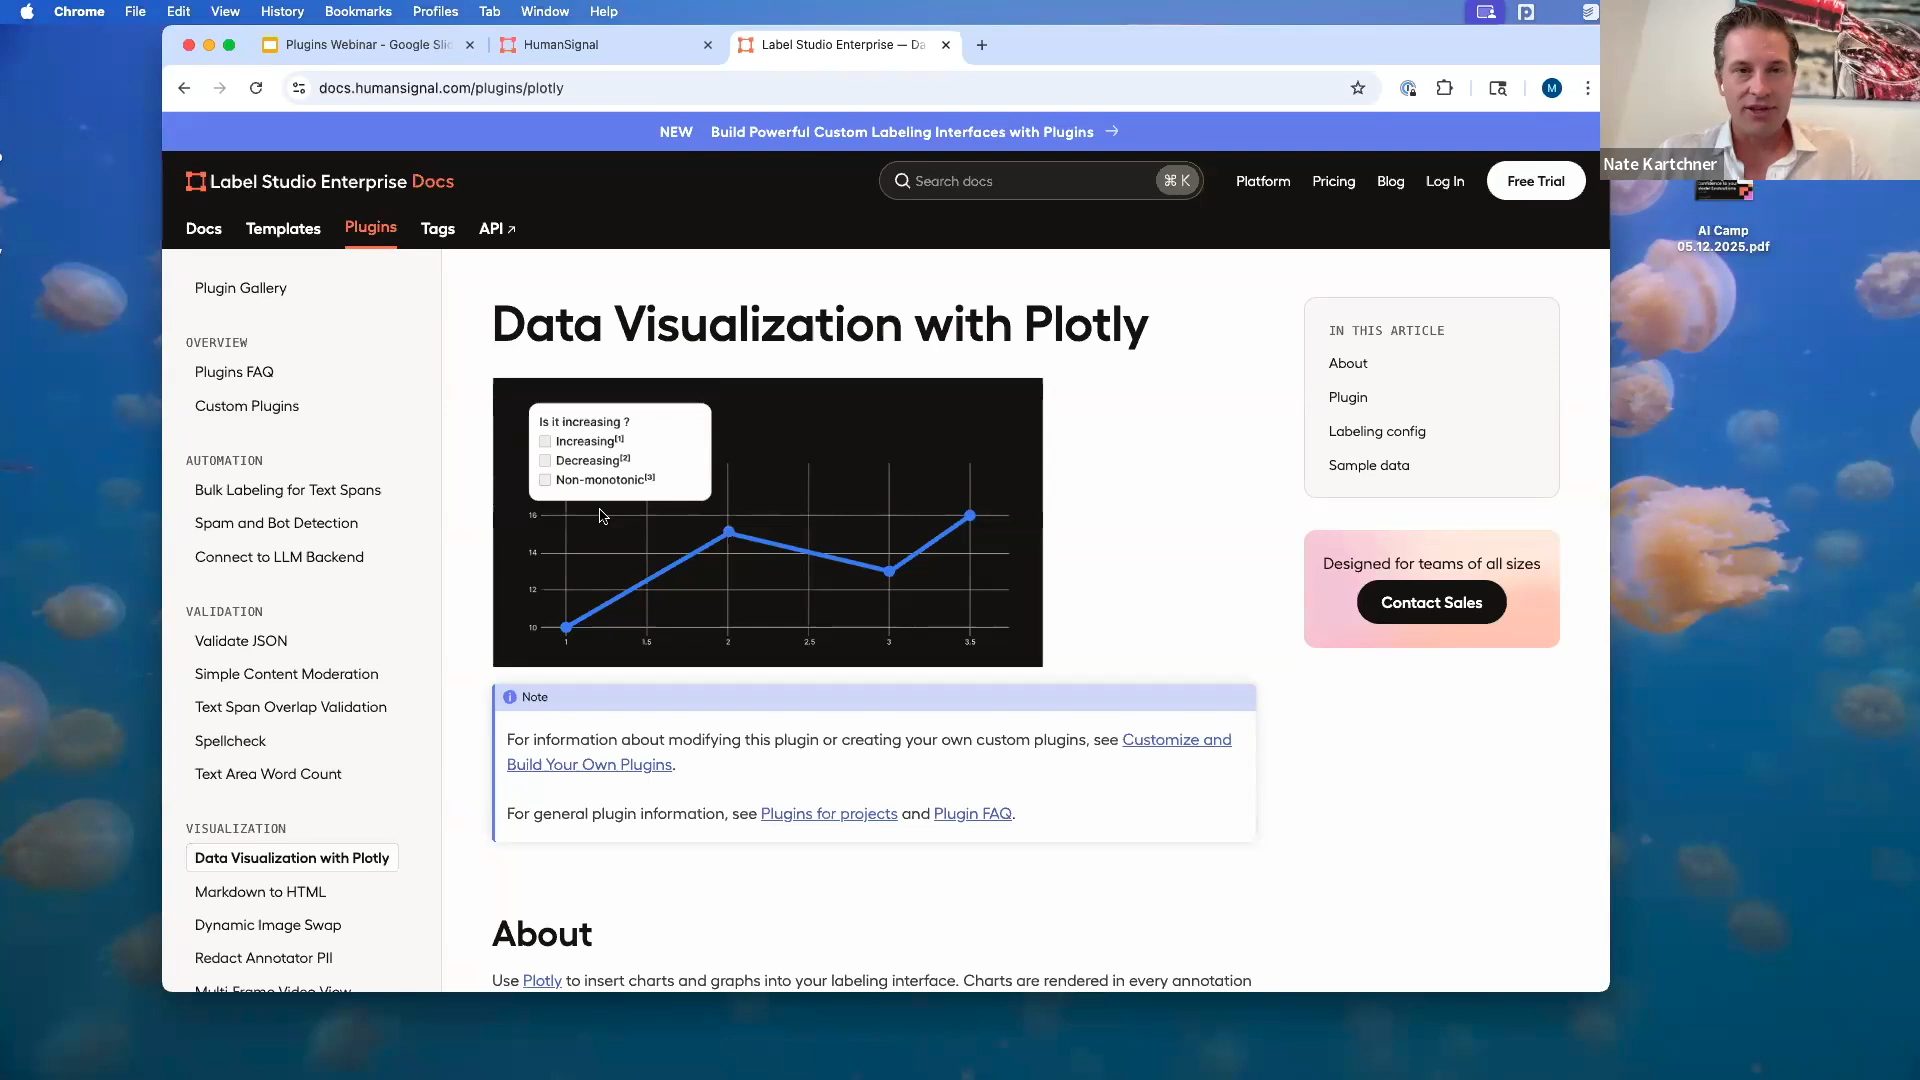 Chrome File Edit View History Bookmarks Profiles Tab Window Help
Plugins Webinar - Google Slid
HumanSignal
Label Studio Enterprise — Da
docs.humansignal.com/plugins/plotly
M
NEW Build Powerful Custom Labeling Interfaces with Plugins →
Nate Kartchner
Label Studio Enterprise Docs
Search docs
⌘ K
Platform
Pricing
Blog
Log In
Free Trial
Docs
Templates
Plugins
Tags
API ↗
AI Camp
05.12.2025.pdf
Plugin Gallery
OVERVIEW
Plugins FAQ
Custom Plugins
AUTOMATION
Bulk Labeling for Text Spans
Spam and Bot Detection
Connect to LLM Backend
VALIDATION
Validate JSON
Simple Content Moderation
Text Span Overlap Validation
Spellcheck
Text Area Word Count
VISUALIZATION
Data Visualization with Plotly
Markdown to HTML
Dynamic Image Swap
Redact Annotator PII
Multi-Frame Video View
Data Visualization with Plotly
Is it increasing ?
Increasing[1]
Decreasing[2]
Non-monotonic[3]
16
14
12
10
1 1.5 2 2.5 3 3.5
Note
For information about modifying this plugin or creating your own custom plugins, see Customize and
Build Your Own Plugins.
For general plugin information, see Plugins for projects and Plugin FAQ.
About
Use Plotly to insert charts and graphs into your labeling interface. Charts are rendered in every annotation
IN THIS ARTICLE
About
Plugin
Labeling config
Sample data
Designed for teams of all sizes
Contact Sales